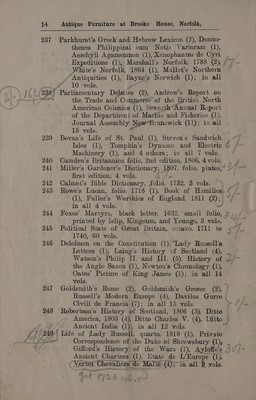 14 Antique Furniture at Brooke House, Norfolk,
237 Parkhurst's Greek and Hebrew Lexicon (2), Demos-
thenes Philippicæ cum Notis Variorum (1),
Aeschyli Agamemnon (1), Xenophantes de Cyri
Expeditione (1), Marshall's Norfolk, 1788 (2),
White's Norfolk, 1864 (1), Mallet's Northern
Antiquities (1), Bayne's Norwich (1); in all
10 vols.
238 Parliamentary Debates (2), Andrew's Report on
the Trade and Commerce of the British North
American Colonies (1), Seventh Annual Report
of the Department of Marine and Fisheries (1),
Journal Assembly New Brunswick (11); in all
15 vols.
239 Bevan's Life of St. Paul (1), Steven's Sandwich
Isles (1), Tompkin's Dynamo and Electric
Machinery (1), and 4 others; in all 7 vols.
240 Camden's Britannica folio, 2nd edition, 1806, 4 vols.
241 Miller's Gardener's Dictionary, 1807, folio, plates,
first edition, 4 vols.
242 Calmet's Bible Dictionary, folio, 1732, 3 vols.
243 Rowe's Lucan, folio, 1718 (1), Book of Homilies
(1), Fuller's Worthies of England, 1811 (2);
in all 4 vols.
244 Foxes' Martyrs, black letter, 1632, small folio,
printed by Islip, Kingston, and Young, 3 vols.
245 Political State of Great Britain, octavo, 1711 to
1740, 60 vols.
246 Delolmen on the Constitution (1), Lady Russell's
Letters (1), Laing's History of Scotland (4),
Watson's Philip II. and III. (5), History of
the Anglo Saxon (1), Newton's Chronology (1),
Oates' Picture of King James (1); in all 14
vols.
247 Goldsmith's Rome (2), Goldsmith's Greece (2),
Russell's Modern Europe (4), Davilas Gurre
Civili de Francia (7); in all 15 vols.
248 Robertson's History of Scotland, 1806 (3), Ditto
America, 1803 (4), Ditto Charles V. (4), Ditto
Ancient India (1); in all 12 vols.
249 Life of Lady Russell, quarto, 1819 (1), Private
Correspondence of the Duke of Shrewsbury (1),
Gifford's History of the Wars (1), Ayloffe's
Ancient Charters (1), Etats de L'Europe (1),
Vertot Chevaliers de Malte (4); in all 9 vols.